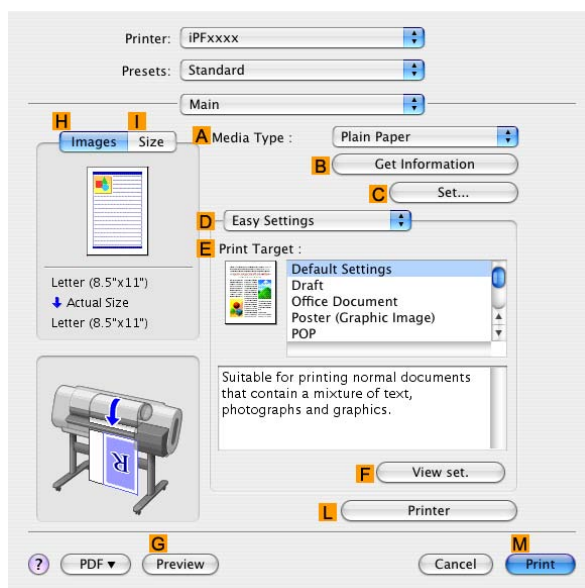 Printer: iPFxxxx
Presets: Standard
Main
H I
Images Size
A Media Type : Plain Paper
B Get Information
C Set...
D Easy Settings
E Print Target :
Default Settings
Draft
Office Document
Poster (Graphic Image)
POP
Letter (8.5"x11")
Actual Size
Letter (8.5"x11")
Suitable for printing normal documents
that contain a mixture of text,
photographs and graphics.
R
F View set.
L Printer
G M
? PDF▼ Preview Cancel Print